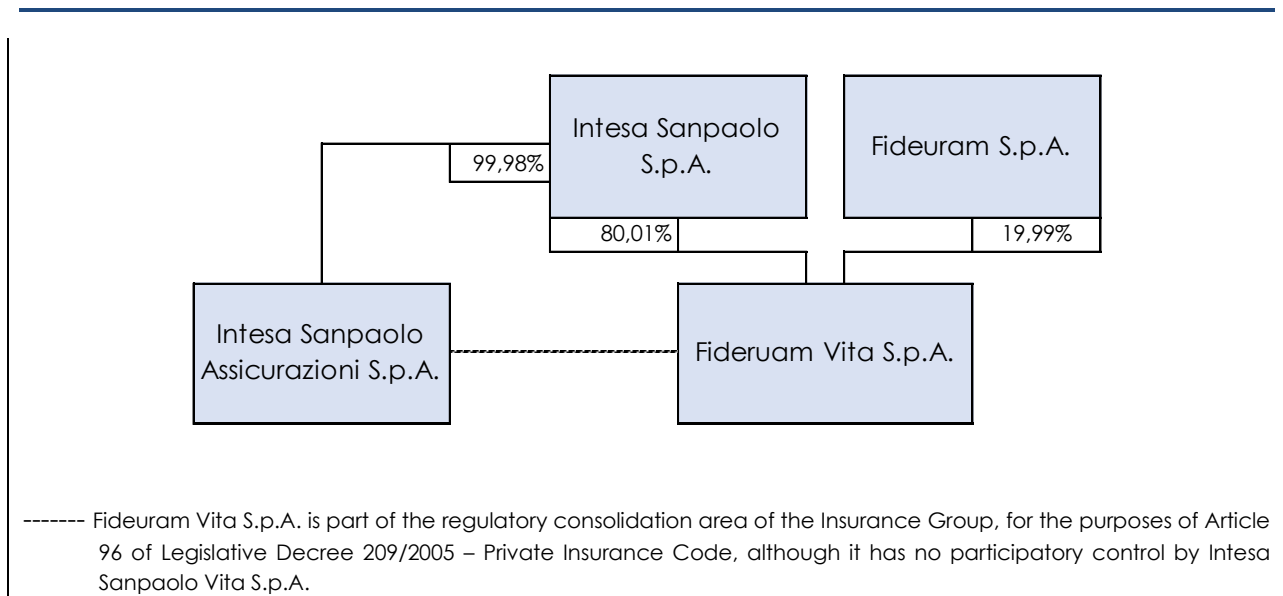 Intesa Sanpaolo
S.p.A.
Fideuram S.p.A.
99,98%
80,01%
19,99%
Intesa Sanpaolo
Assicurazioni S.p.A.
Fideruam Vita S.p.A.
------- Fideuram Vita S.p.A. is part of the regulatory consolidation area of the Insurance Group, for the purposes of Article
96 of Legislative Decree 209/2005 – Private Insurance Code, although it has no participatory control by Intesa
Sanpaolo Vita S.p.A.